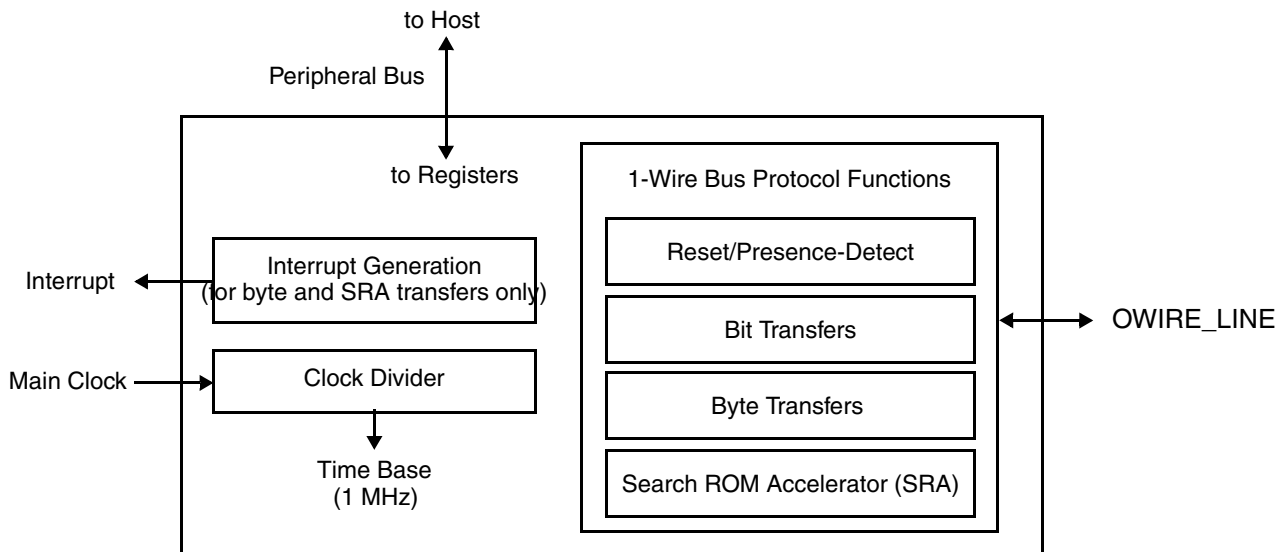 to Host
Peripheral Bus
to Registers
1-Wire Bus Protocol Functions
Reset/Presence-Detect
Interrupt
Interrupt Generation
(for byte and SRA transfers only)
Bit Transfers
OWIRE_LINE
Main Clock
Clock Divider
Byte Transfers
Time Base
(1 MHz)
Search ROM Accelerator (SRA)